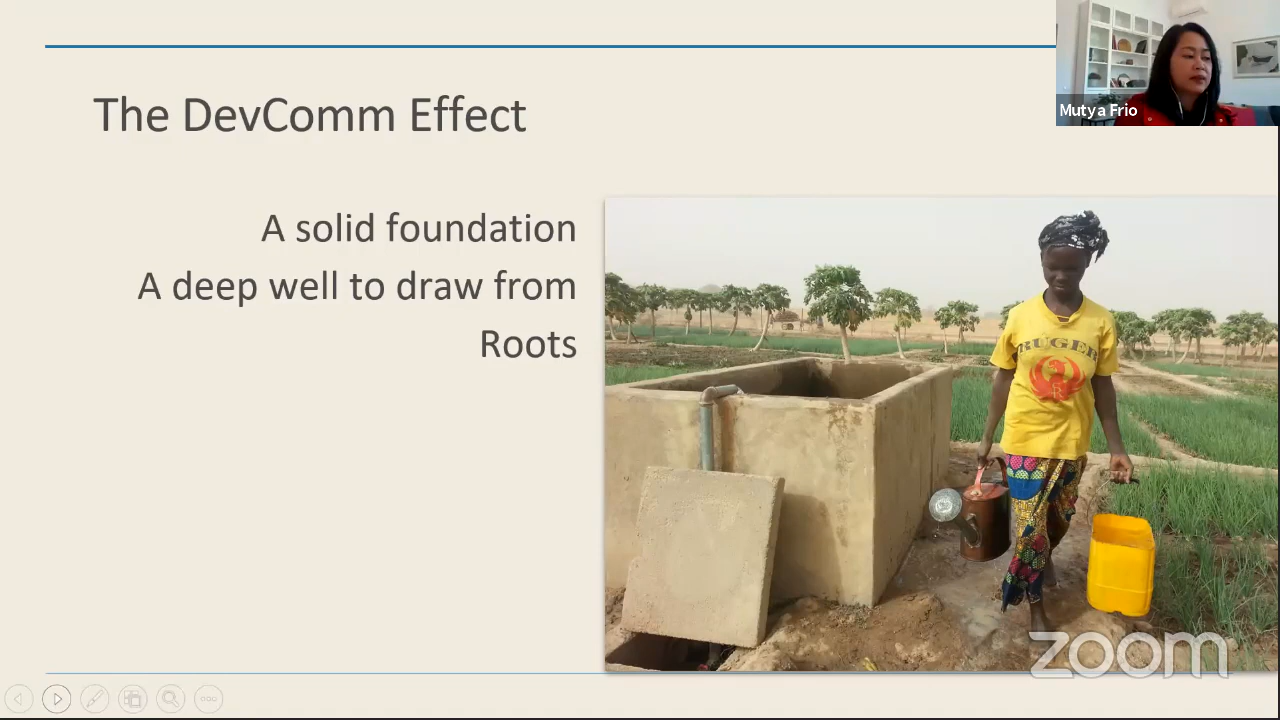 The DevComm Effect
A solid foundation
A deep well to draw from
Roots
Mutya Frio
RUGER
zoom